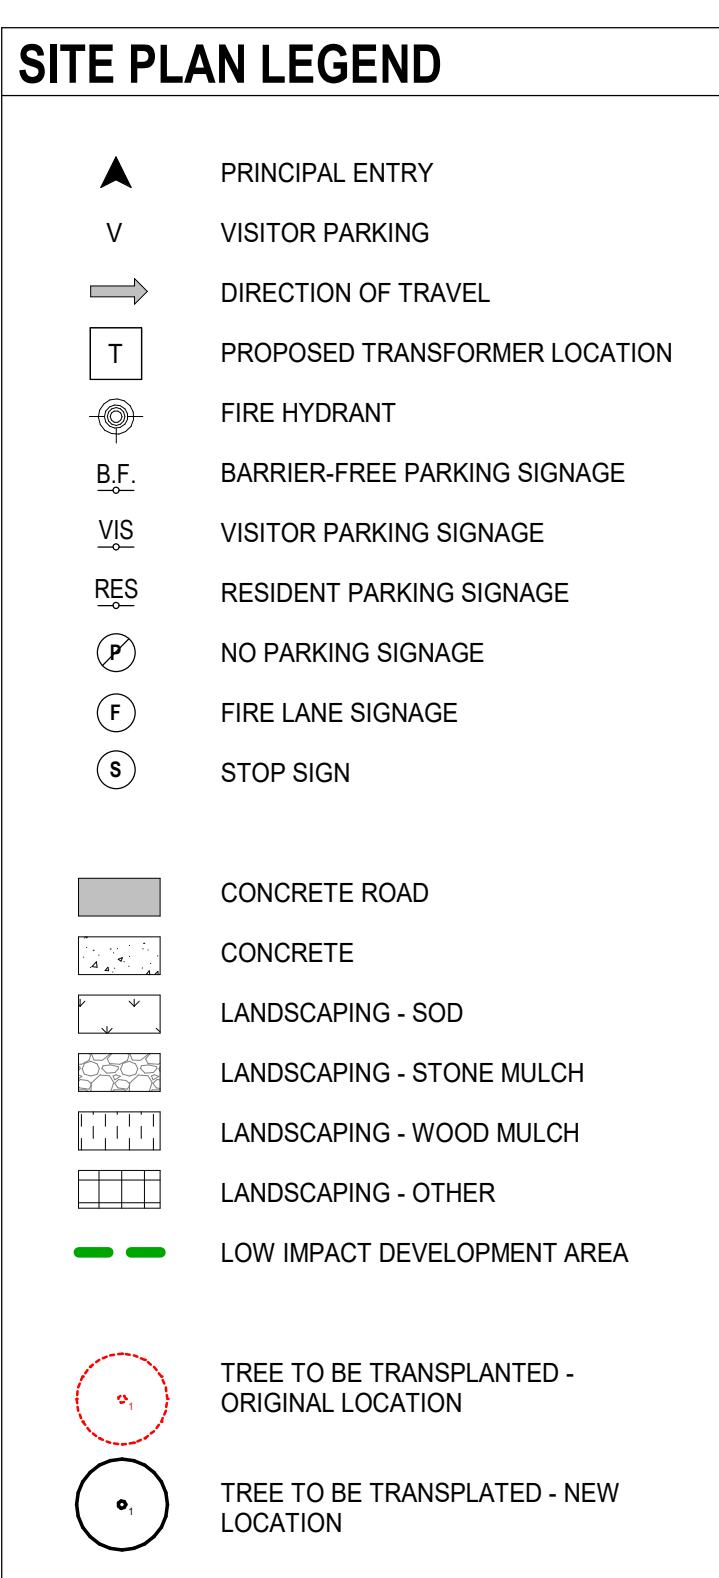 SITE PLAN LEGEND
PRINCIPAL ENTRY
V VISITOR PARKING
DIRECTION OF TRAVEL
T PROPOSED TRANSFORMER LOCATION
FIRE HYDRANT
B.F. BARRIER-FREE PARKING SIGNAGE
VIS VISITOR PARKING SIGNAGE
RES RESIDENT PARKING SIGNAGE
P NO PARKING SIGNAGE
F FIRE LANE SIGNAGE
S STOP SIGN
CONCRETE ROAD
CONCRETE
LANDSCAPING - SOD
LANDSCAPING - STONE MULCH
LANDSCAPING - WOOD MULCH
LANDSCAPING - OTHER
LOW IMPACT DEVELOPMENT AREA
TREE TO BE TRANSPLANTED -
1 ORIGINAL LOCATION
TREE TO BE TRANSPLATED - NEW
1 LOCATION